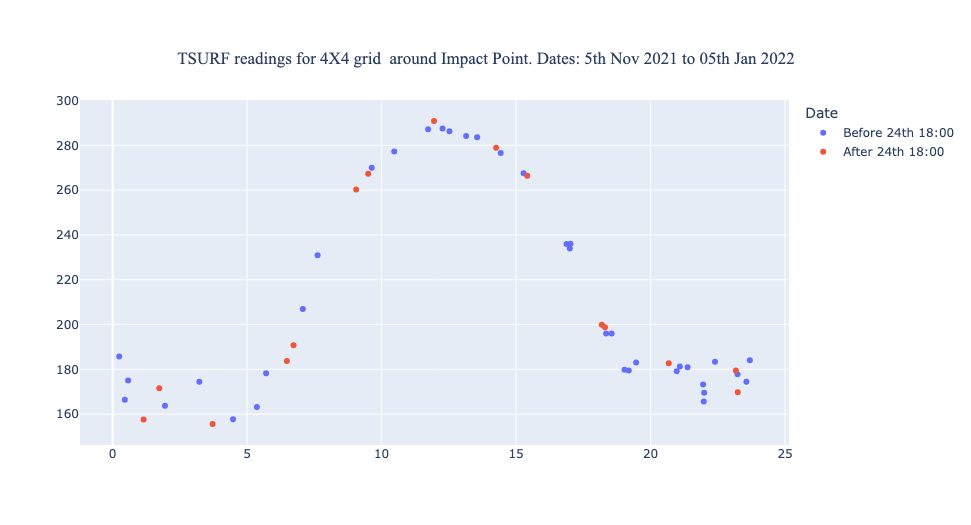 TSURF readings for 4X4 grid  around Impact Point. Dates: 5th Nov 2021 to 05th Jan 2022
300
280
260
240
220
200
180
160
0 5 10 15 20 25
Date
Before 24th 18:00
After 24th 18:00